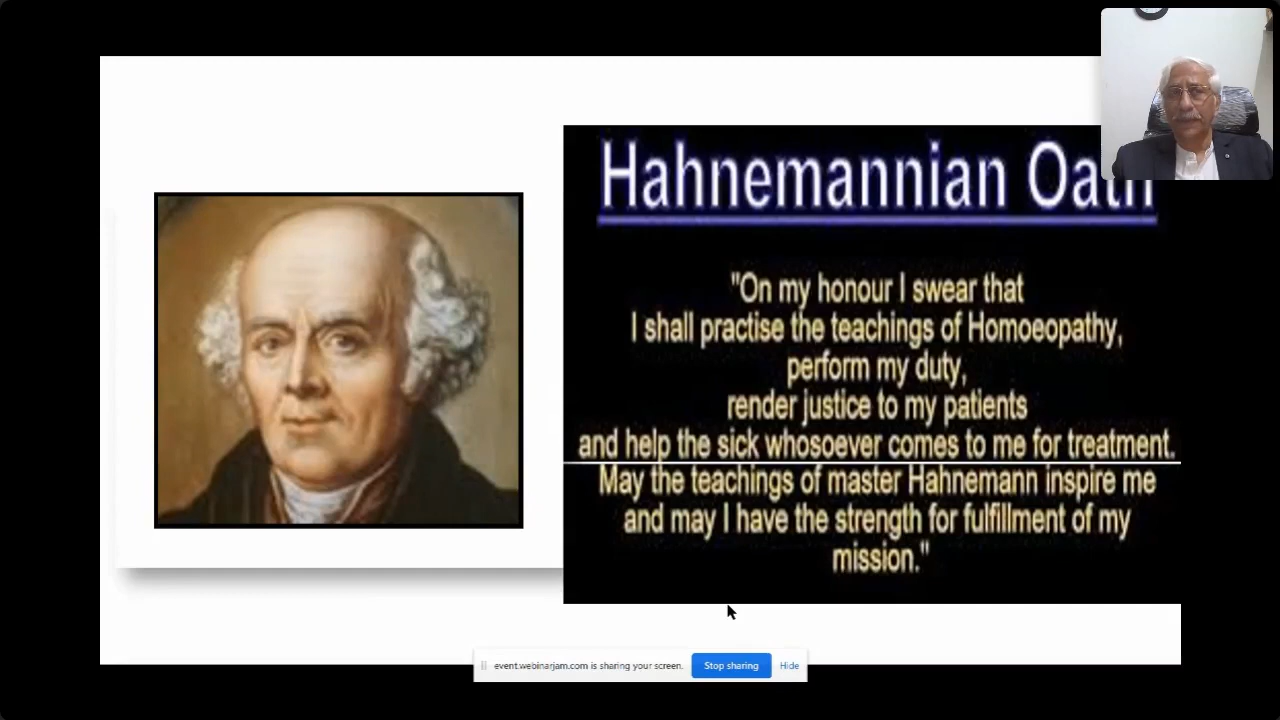 Hahnemannian Oath
"On my honour I swear that
I shall practise the teachings of Homoeopathy,
perform my duty,
render justice to my patients
and help the sick whosoever comes to me for treatment.
May the teachings of master Hahnemann inspire me
and may I have the strength for fulfillment of my
mission."
event.webinarjam.com is sharing your screen. Stop sharing Hide